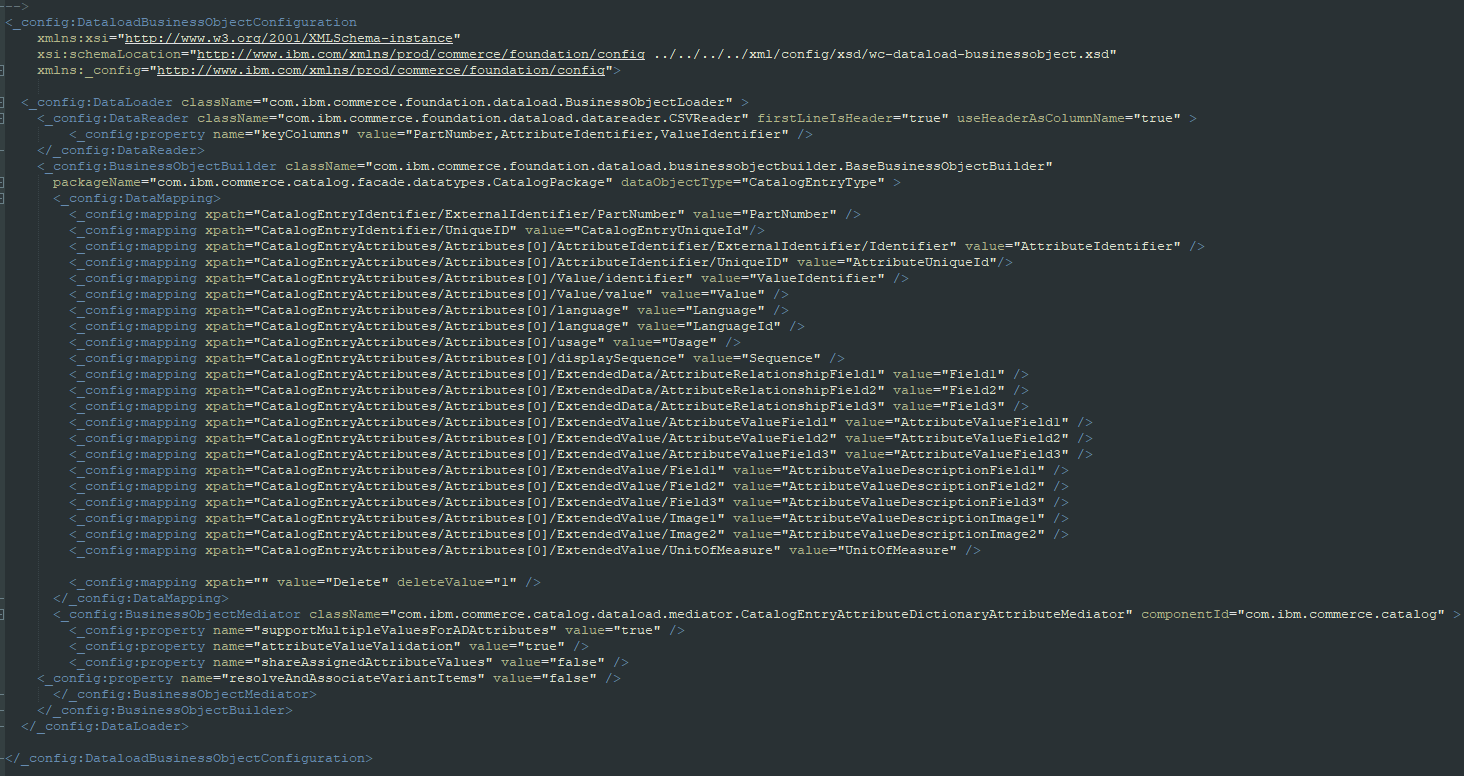 -->
<_config:DataloadBusinessObjectConfiguration
xmlns:xsi="http://www.w3.org/2001/XMLSchema-instance"
xsi:schemaLocation="http://www.ibm.com/xmlns/prod/commerce/foundation/config ../../../../xml/config/xsd/wc-dataload-businessobject.xsd"
xmlns:_config="http://www.ibm.com/xmlns/prod/commerce/foundation/config">
<_config:DataLoader className="com.ibm.commerce.foundation.dataload.BusinessObjectLoader" >
<_config:DataReader className="com.ibm.commerce.foundation.dataload.datareader.CSVReader" firstLineIsHeader="true" useHeaderAsColumnName="true" >
<_config:property name="keyColumns" value="PartNumber,AttributeIdentifier,ValueIdentifier" />
</_config:DataReader>
<_config:BusinessObjectBuilder className="com.ibm.commerce.foundation.dataload.businessobjectbuilder.BaseBusinessObjectBuilder"
packageName="com.ibm.commerce.catalog.facade.datatypes.CatalogPackage" dataObjectType="CatalogEntryType" >
<_config:DataMapping>
<_config:mapping xpath="CatalogEntryIdentifier/ExternalIdentifier/PartNumber" value="PartNumber" />
<_config:mapping xpath="CatalogEntryIdentifier/UniqueID" value="CatalogEntryUniqueId"/>
<_config:mapping xpath="CatalogEntryAttributes/Attributes[0]/AttributeIdentifier/ExternalIdentifier/Identifier" value="AttributeIdentifier" />
<_config:mapping xpath="CatalogEntryAttributes/Attributes[0]/AttributeIdentifier/UniqueID" value="AttributeUniqueId"/>
<_config:mapping xpath="CatalogEntryAttributes/Attributes[0]/Value/identifier" value="ValueIdentifier" />
<_config:mapping xpath="CatalogEntryAttributes/Attributes[0]/Value/value" value="Value" />
<_config:mapping xpath="CatalogEntryAttributes/Attributes[0]/language" value="Language" />
<_config:mapping xpath="CatalogEntryAttributes/Attributes[0]/language" value="LanguageId" />
<_config:mapping xpath="CatalogEntryAttributes/Attributes[0]/usage" value="Usage" />
<_config:mapping xpath="CatalogEntryAttributes/Attributes[0]/displaySequence" value="Sequence" />
<_config:mapping xpath="CatalogEntryAttributes/Attributes[0]/ExtendedData/AttributeRelationshipField1" value="Field1" />
<_config:mapping xpath="CatalogEntryAttributes/Attributes[0]/ExtendedData/AttributeRelationshipField2" value="Field2" />
<_config:mapping xpath="CatalogEntryAttributes/Attributes[0]/ExtendedData/AttributeRelationshipField3" value="Field3" />
<_config:mapping xpath="CatalogEntryAttributes/Attributes[0]/ExtendedValue/AttributeValueField1" value="AttributeValueField1" />
<_config:mapping xpath="CatalogEntryAttributes/Attributes[0]/ExtendedValue/AttributeValueField2" value="AttributeValueField2" />
<_config:mapping xpath="CatalogEntryAttributes/Attributes[0]/ExtendedValue/AttributeValueField3" value="AttributeValueField3" />
<_config:mapping xpath="CatalogEntryAttributes/Attributes[0]/ExtendedValue/Field1" value="AttributeValueDescriptionField1" />
<_config:mapping xpath="CatalogEntryAttributes/Attributes[0]/ExtendedValue/Field2" value="AttributeValueDescriptionField2" />
<_config:mapping xpath="CatalogEntryAttributes/Attributes[0]/ExtendedValue/Field3" value="AttributeValueDescriptionField3" />
<_config:mapping xpath="CatalogEntryAttributes/Attributes[0]/ExtendedValue/Image1" value="AttributeValueDescriptionImage1" />
<_config:mapping xpath="CatalogEntryAttributes/Attributes[0]/ExtendedValue/Image2" value="AttributeValueDescriptionImage2" />
<_config:mapping xpath="CatalogEntryAttributes/Attributes[0]/ExtendedValue/UnitOfMeasure" value="UnitOfMeasure" />
<_config:mapping xpath="" value="Delete" deleteValue="1" />
</_config:DataMapping>
<_config:BusinessObjectMediator className="com.ibm.commerce.catalog.dataload.mediator.CatalogEntryAttributeDictionaryAttributeMediator" componentId="com.ibm.commerce.catalog" >
<_config:property name="supportMultipleValuesForADAttributes" value="true" />
<_config:property name="attributeValueValidation" value="true" />
<_config:property name="shareAssignedAttributeValues" value="false" />
<_config:property name="resolveAndAssociateVariantItems" value="false" />
</_config:BusinessObjectMediator>
</_config:BusinessObjectBuilder>
</_config:DataLoader>
</_config:DataloadBusinessObjectConfiguration>